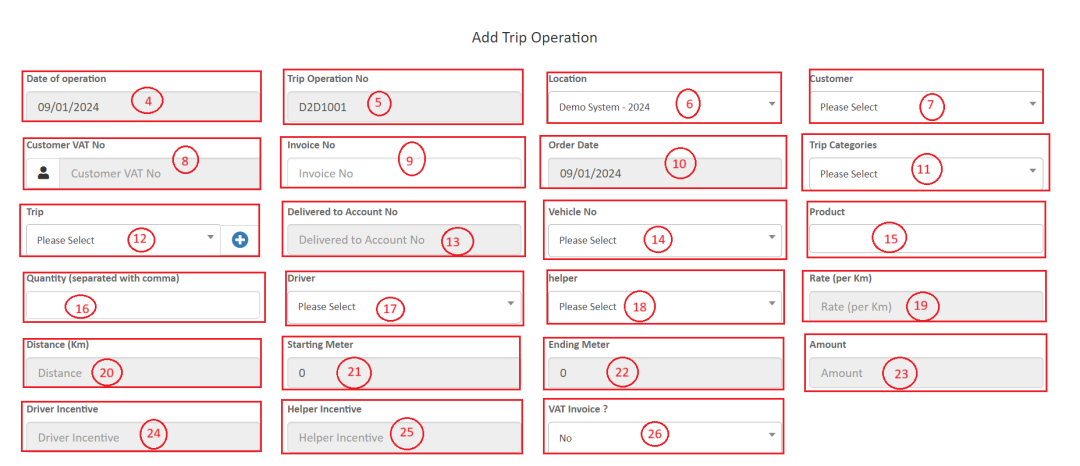 Add Trip Operation
Date of operation
09/01/2024
4
Trip Operation No
D2D1001
5
Location
Demo System - 2024
6
Customer
Please Select
7
Customer VAT No
Customer VAT No
8
Invoice No
Invoice No
9
Order Date
09/01/2024
10
Trip Categories
Please Select
11
Trip
Please Select
12
Delivered to Account No
Delivered to Account No
13
Vehicle No
Please Select
14
Product
15
Quantity (separated with comma)
16
Driver
Please Select
17
helper
Please Select
18
Rate (per Km)
Rate (per Km)
19
Distance (Km)
Distance
20
Starting Meter
0
21
Ending Meter
0
22
Amount
Amount
23
Driver Incentive
Driver Incentive
24
Helper Incentive
Helper Incentive
25
VAT Invoice ?
No
26